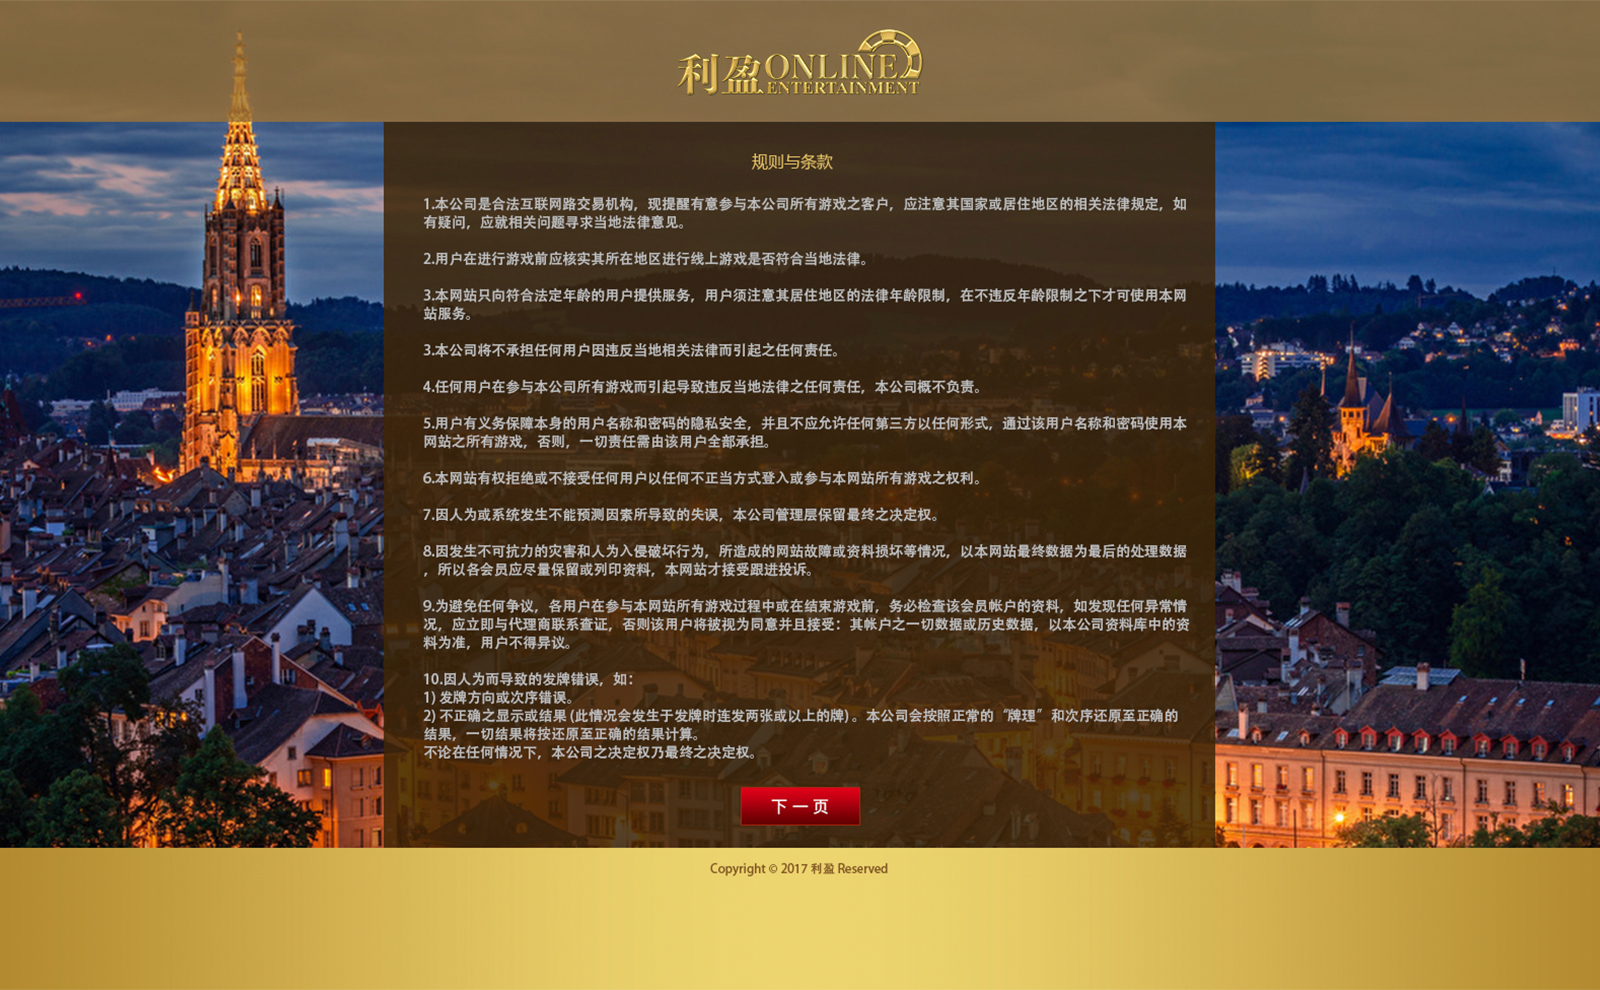 利盈ONLINE
ENTERTAINMENT
规则与条款
1.本公司是合法互联网路交易机构，现提醒有意参与本公司所有游戏之客户，应注意其国家或居住地区的相关法律规定，如
有疑问，应就相关问题寻求当地法律意见。
2.用户在进行游戏前应核实其所在地区进行线上游戏是否符合当地法律。
3.本网站只向符合法定年龄的用户提供服务，用户须注意其居住地区的法律年龄限制，在不违反年龄限制之下才可使用本网
站服务。
3.本公司将不承担任何用户因违反当地相关法律而引起之任何责任。
4.任何用户在参与本公司所有游戏而引起导致违反当地法律之任何责任，本公司概不负责。
5.用户有义务保障本身的用户名称和密码的隐私安全，并且不应允许任何第三方以任何形式，通过该用户名称和密码使用本
网站之所有游戏，否则，一切责任需由该用户全部承担。
6.本网站有权拒绝或不接受任何用户以任何不正当方式登入或参与本网站所有游戏之权利。
7.因人为或系统发生不能预测因素所导致的失误，本公司管理层保留最终之决定权。
8.因发生不可抗力的灾害和人为入侵破坏行为，所造成的网站故障或资料损坏等情况，以本网站最终数据为最后的处理数据
，所以各会员应尽量保留或列印资料，本网站才接受跟进投诉。
9.为避免任何争议，各用户在参与本网站所有游戏过程中或在结束游戏前，务必检查该会员帐户的资料，如发现任何异常情
况，应立即与代理商联系查证，否则该用户将被视为同意并且接受：其帐户之一切数据或历史数据，以本公司资料库中的资
料为准，用户不得异议。
10.因人为而导致的发牌错误，如：
1) 发牌方向或次序错误。
2) 不正确之显示或结果 (此情况会发生于发牌时连发两张或以上的牌) 。本公司会按照正常的“牌理”和次序还原至正确的
结果，一切结果将按还原至正确的结果计算。
不论在任何情况下，本公司之决定权乃最终之决定权。
下一页
Copyright © 2017 利盈 Reserved